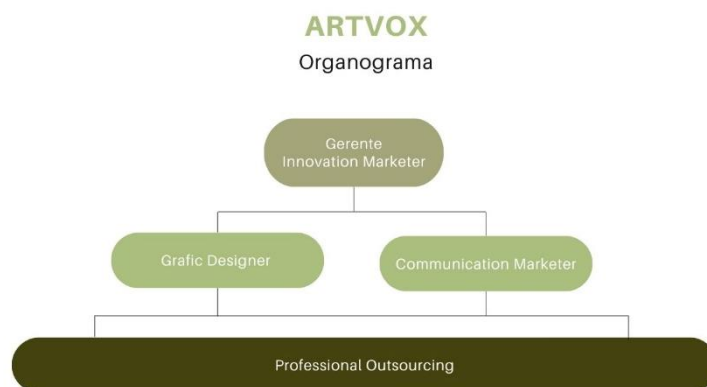 ARTVOX
Organograma
Gerente
Innovation Marketer
Grafic Designer
Communication Marketer
Professional Outsourcing